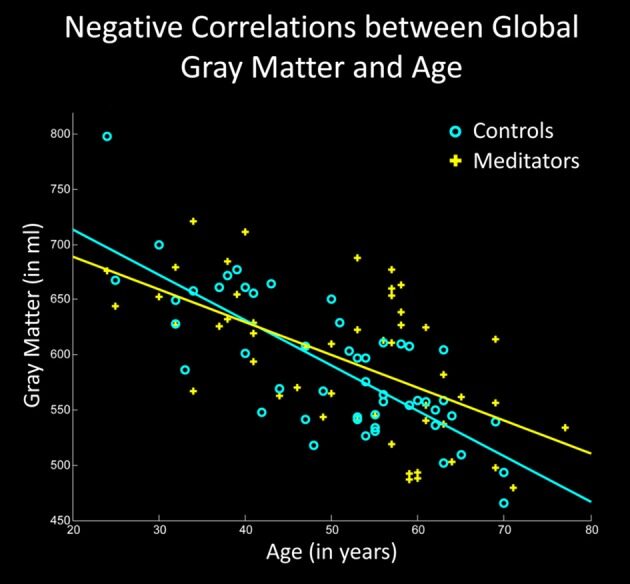 Negative Correlations between Global
Gray Matter and Age
Controls
Meditators
Gray Matter (in ml)
800
750
700
650
600
550
500
450
20 30 40 50 60 70 80
Age (in years)